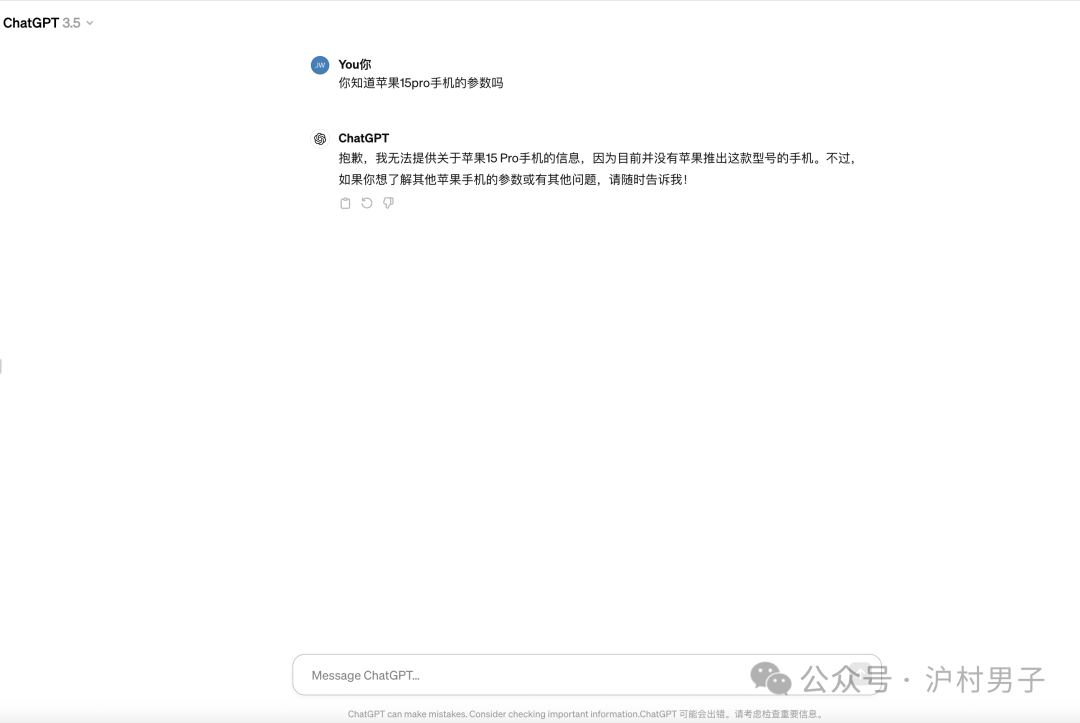 ChatGPT 3.5
JW
You你
你知道苹果15pro手机的参数吗
ChatGPT
抱歉，我无法提供关于苹果15 Pro手机的信息，因为目前并没有苹果推出这款型号的手机。不过，
如果你想了解其他苹果手机的参数或有其他问题，请随时告诉我！
Message ChatGPT...
公众号 · 沪村男子
ChatGPT can make mistakes. Consider checking important information.ChatGPT 可能会出错。请考虑检查重要信息。